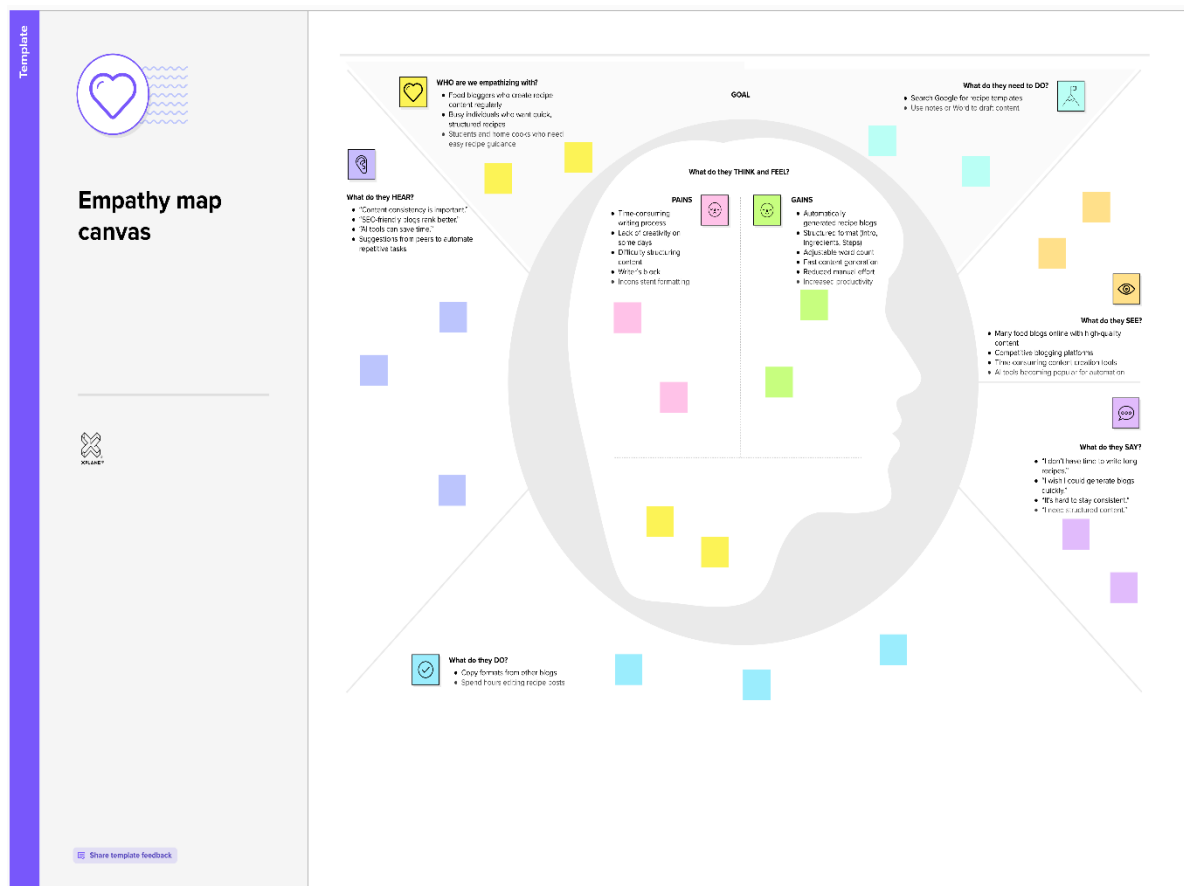 Template
Empathy map
canvas
XPLANE
Share template feedback
WHO are we empathizing with?
• Food bloggers who create recipe
content regularly
• Busy individuals who want quick,
structured recipes
• Students and home cooks who need
easy recipe guidance
GOAL
What do they need to DO?
• Search Google for recipe templates
• Use notes or Word to draft content
What do they HEAR?
• "Content consistency is important."
• "SEO-friendly blogs rank better."
• "AI tools can save time."
• Suggestions from peers to automate
repetitive tasks.
What do they THINK and FEEL?
PAINS
• Time-consuming
writing process
• Lack of creativity on
some days
• Difficulty structuring
content
• Writer's block
• Inconsistent formatting
GAINS
• Automatically
generated recipe blogs
• Structured format (Intro,
Ingredients, Steps)
• Adjustable word count
• Fast content generation
• Reduced manual effort
• Increased productivity
What do they SEE?
• Many food blogs online with high-quality
content
• Competitive blogging platforms
• Time-consuming content creation tools
• AI tools becoming popular for automation
What do they SAY?
• "I don't have time to write long
recipes."
• "I wish I could generate blogs
quickly."
• "It's hard to stay consistent."
• "I need structured content."
What do they DO?
• Copy formats from other blogs
• Spend hours editing recipe posts